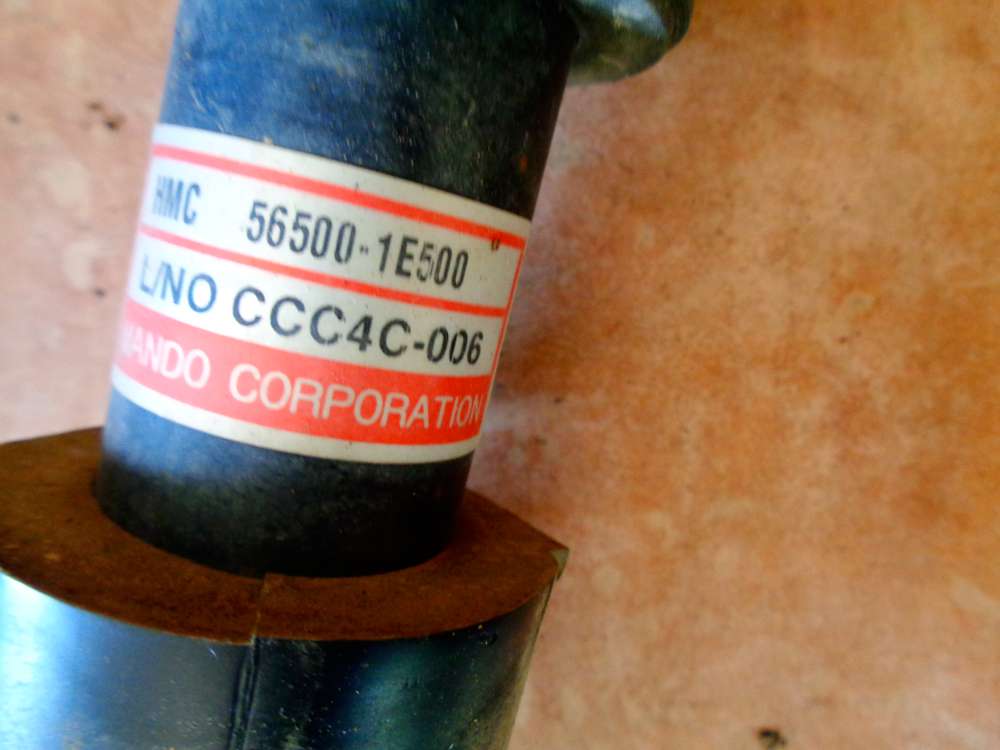 HMC 56500-1E500
L/NO CCC4C-006
MANDO CORPORATION